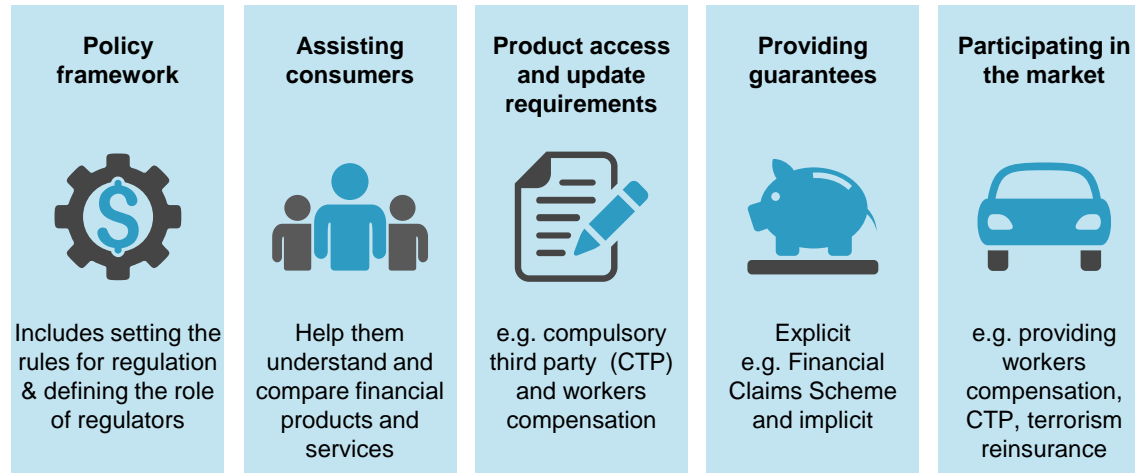 Policy
framework
$
Includes setting the
rules for regulation
& defining the role
of regulators
Assisting
consumers
Help them
understand and
compare financial
products and
services
Product access
and update
requirements
e.g. compulsory
third party (CTP)
and workers
compensation
Providing
guarantees
Explicit
e.g. Financial
Claims Scheme
and implicit
Participating in
the market
e.g. providing
workers
compensation,
CTP, terrorism
reinsurance